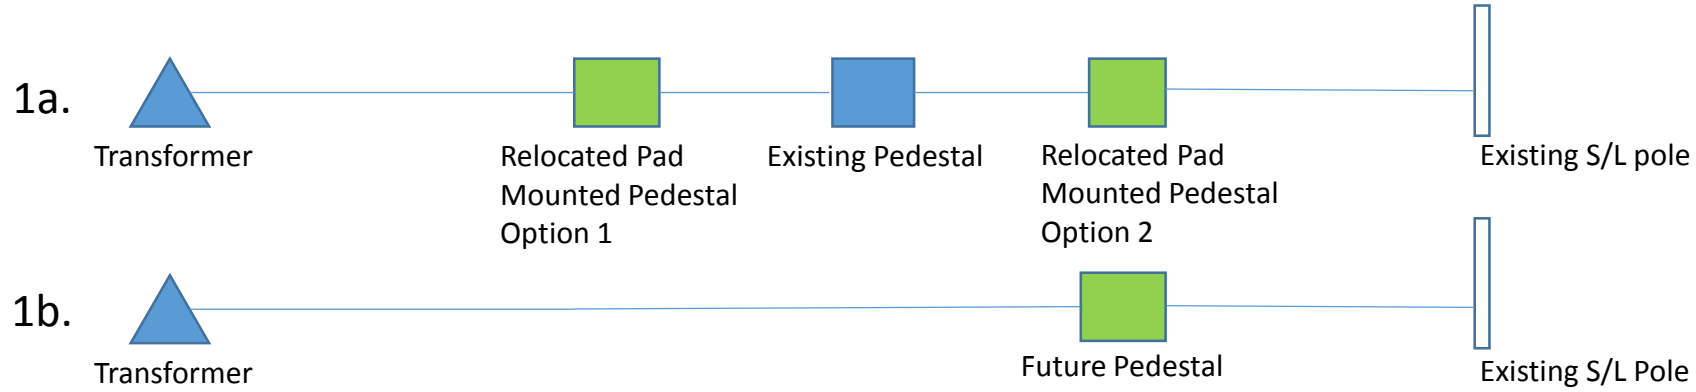 1a.
Transformer
Relocated Pad
Mounted Pedestal
Option 1
Existing Pedestal
Relocated Pad
Mounted Pedestal
Option 2
Existing S/L pole
1b.
Transformer
Future Pedestal
Existing S/L Pole